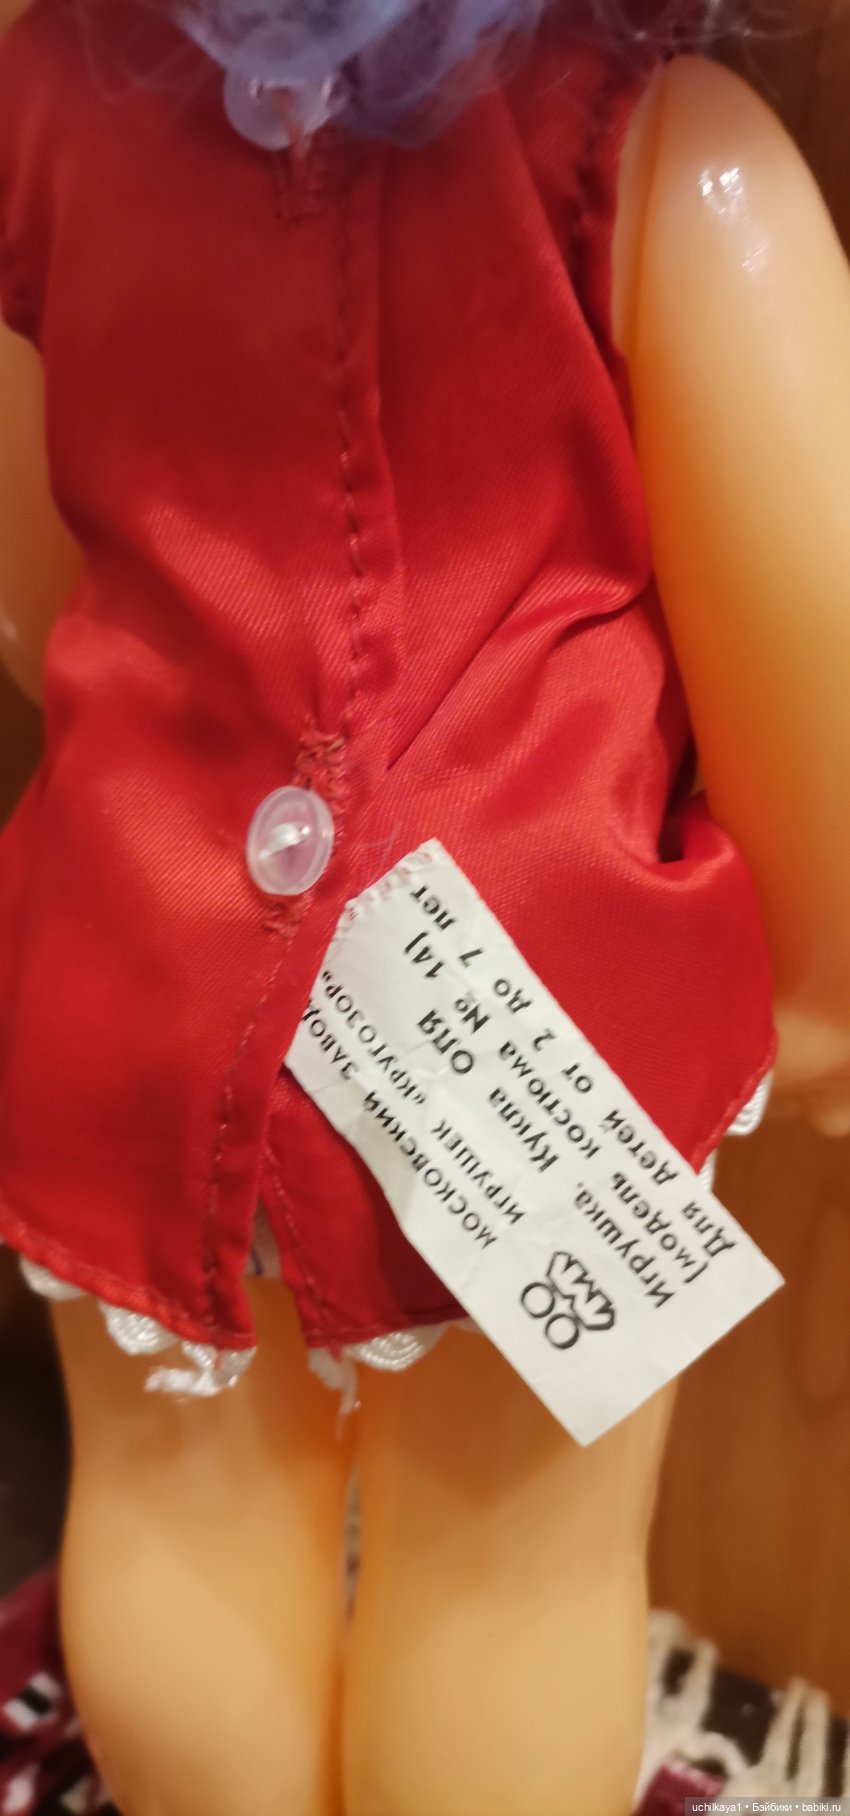 МОСКОВСКИЙ ЗАВОД
ИГРУШЕК «КРУГОЗОР»
Игрушка. Кукла ОЛЯ
(модель костюма № 14)
Для детей от 2 до 7 лет
uchilkaya1 • Бэйбики • babiki.ru